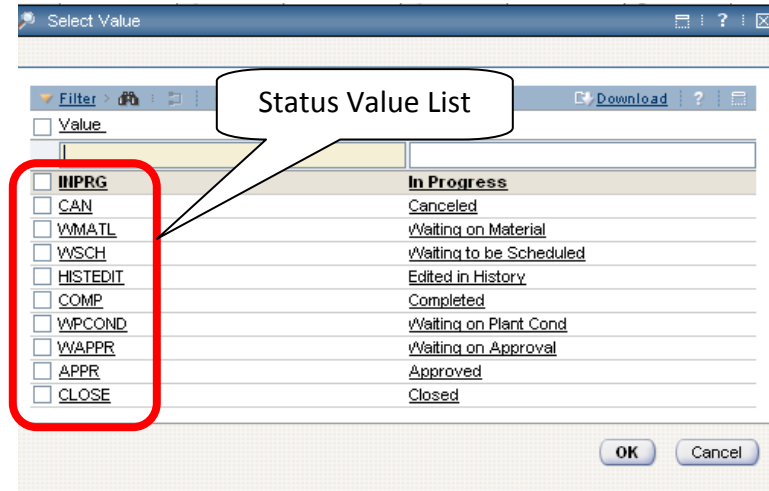 Select Value ?
Filter Status Value List Download ?
Value
INPRG In Progress
CAN Canceled
WMATL Waiting on Material
WSCH Waiting to be Scheduled
HISTEDIT Edited in History
COMP Completed
WPCOND Waiting on Plant Cond
WAPPR Waiting on Approval
APPR Approved
CLOSE Closed
OK Cancel